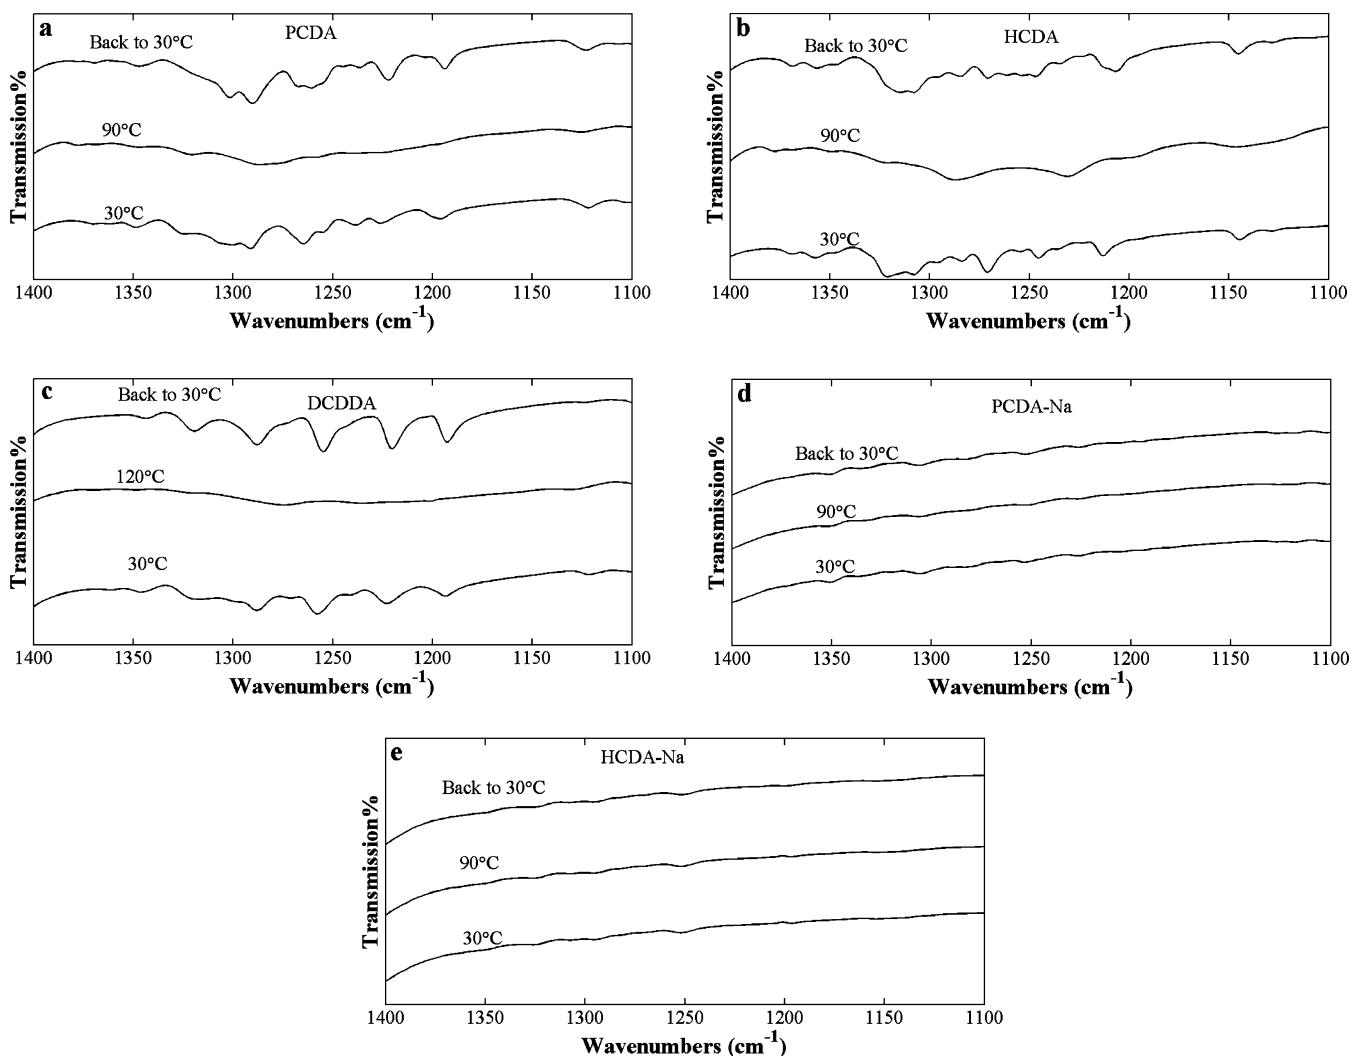 a
PCDA
Back to 30°C
90°C
30°C
Transmission%
1400 1350 1300 1250 1200 1150 1100
Wavenumbers (cm-1)
b
HCDA
Back to 30°C
90°C
30°C
Transmission%
1400 1350 1300 1250 1200 1150 1100
Wavenumbers (cm-1)
c
Back to 30°C
DCDDA
120°C
30°C
Transmission%
1400 1350 1300 1250 1200 1150 1100
Wavenumbers (cm-1)
d
PCDA-Na
Back to 30°C
90°C
30°C
Transmission%
1400 1350 1300 1250 1200 1150 1100
Wavenumbers (cm-1)
e
HCDA-Na
Back to 30°C
90°C
30°C
Transmission%
1400 1350 1300 1250 1200 1150 1100
Wavenumbers (cm-1)